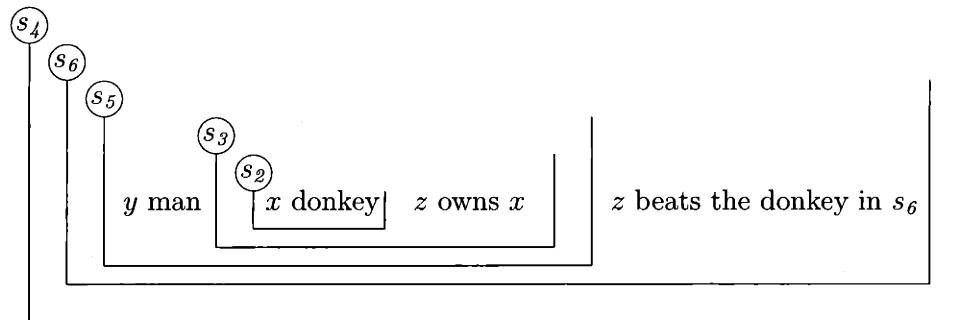 s4
s6
s5
s3
s2
y man x donkey z owns x z beats the donkey in s6